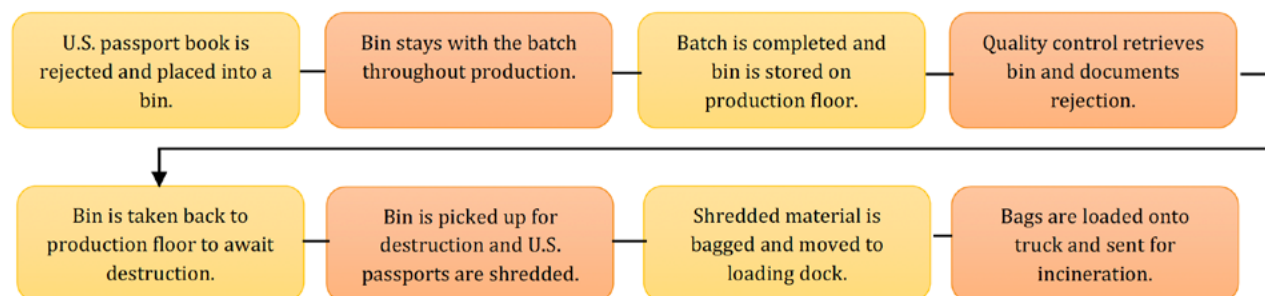 U.S. passport book is
rejected and placed into a
bin.
Bin stays with the batch
throughout production.
Batch is completed and
bin is stored on
production floor.
Quality control retrieves
bin and documents
rejection.
Bin is taken back to
production floor to await
destruction.
Bin is picked up for
destruction and U.S.
passports are shredded.
Shredded material is
bagged and moved to
loading dock.
Bags are loaded onto
truck and sent for
incineration.